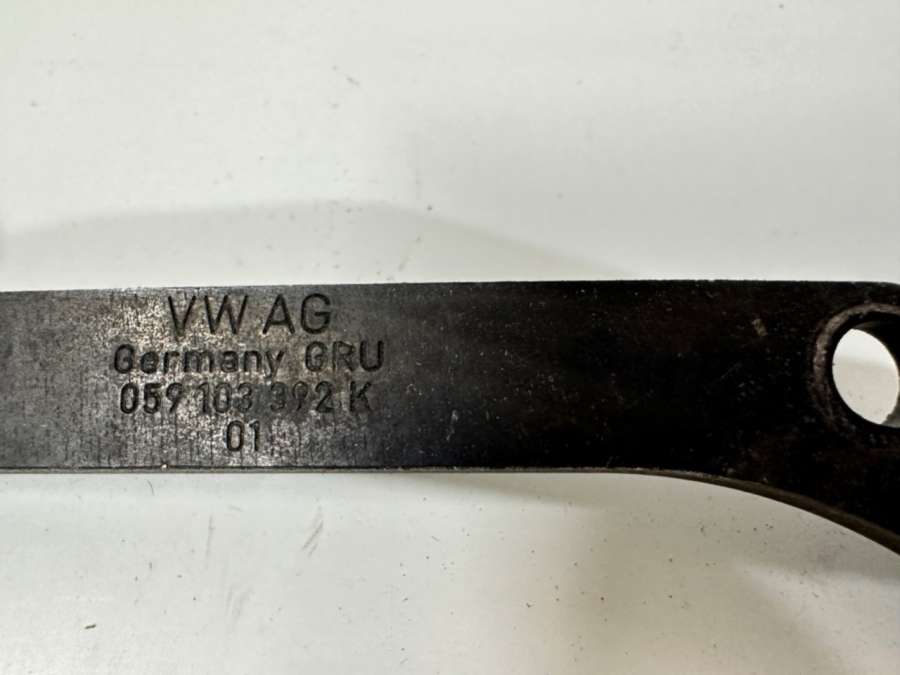 VW AG
Germany GRU
059 103 392 K
01